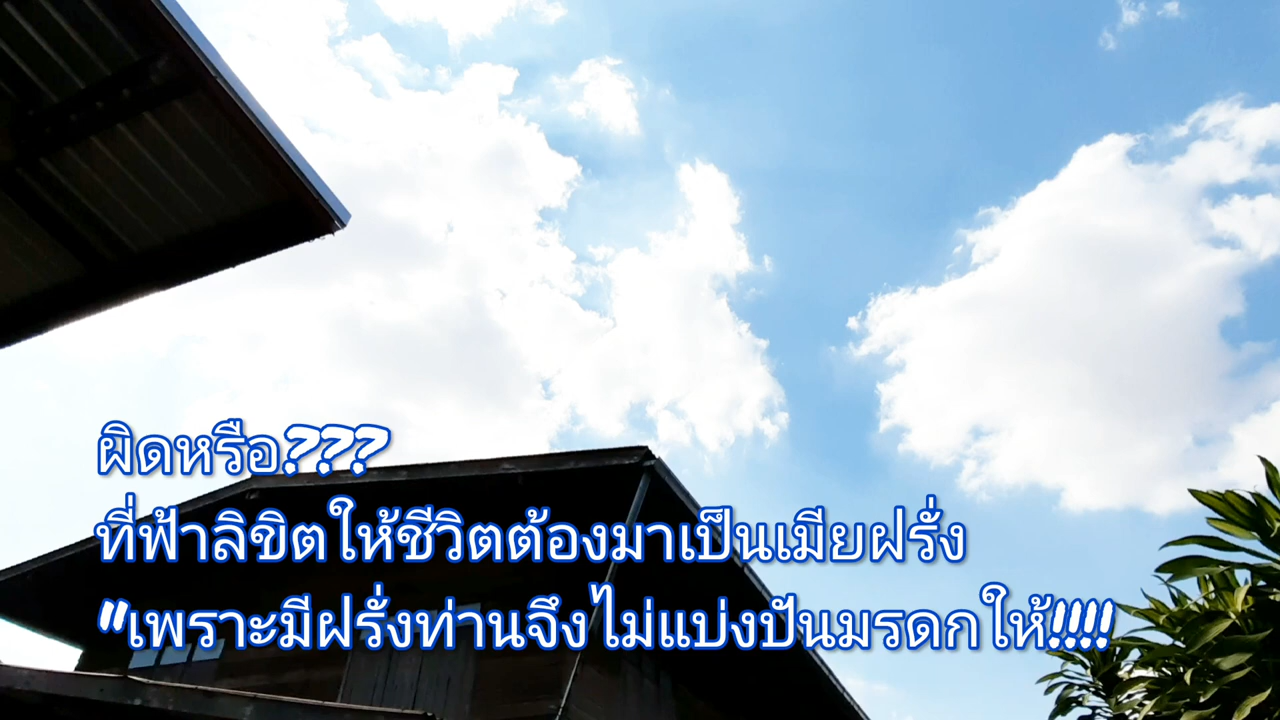 ผิดหรือ???
ที่ฟ้าลิขิตให้ชีวิตต้องมาเป็นเมียฝรั่ง
"เพราะมีฝรั่งท่านจึงไม่แบ่งปันมรดกให้!!!!